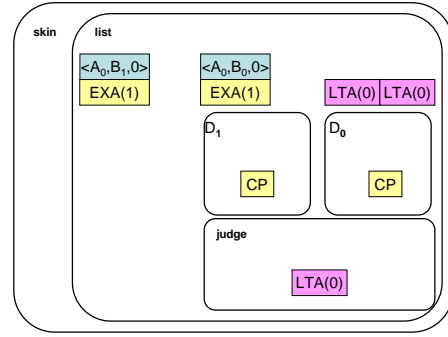 skin list
<A₀,B₁,0> <A₀,B₀,0>
EXA(1) EXA(1) LTA(0) LTA(0)
D₁ D₀
CP CP
judge
LTA(0)